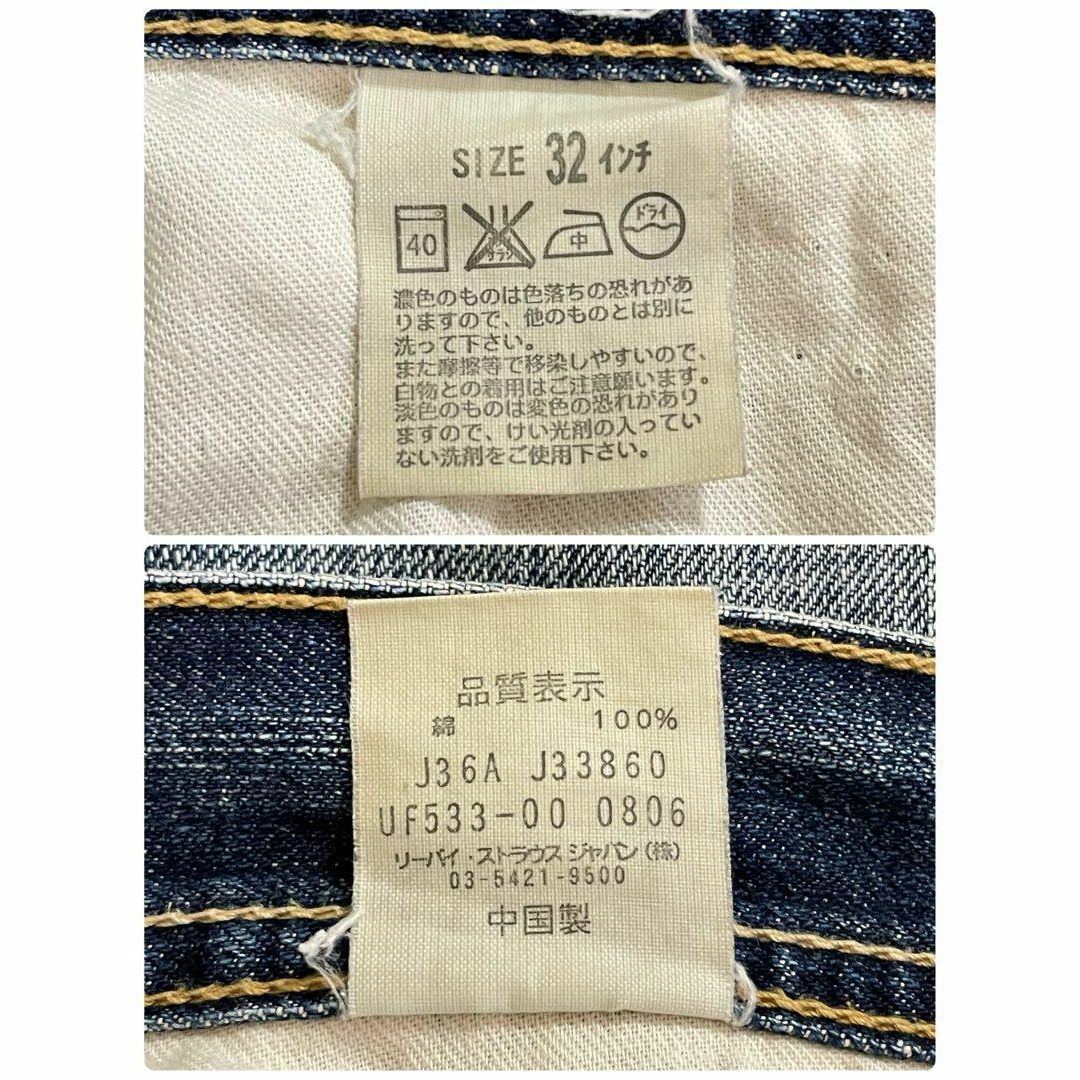 SIZE 32インチ
40 サラシ 中 ドライ
濃色のものは色落ちの恐れがあ
りますので、他のものとは別に
洗って下さい。
また摩擦等で移染しやすいので、
白物との着用はご注意願います。
淡色のものは変色の恐れがあり
ますので、けい光剤の入ってい
ない洗剤をご使用下さい。
品質表示
綿 100%
J36A J33860
UF533-00 0806
リーバイ・ストラウス ジャパン(株)
03-5421-9500
中国製